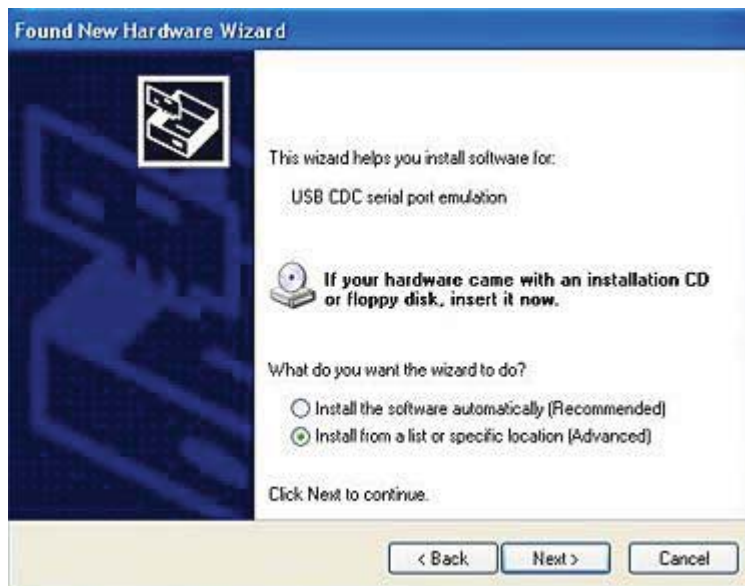 Found New Hardware Wizard
This wizard helps you install software for:
USB CDC serial port emulation
If your hardware came with an installation CD
or floppy disk, insert it now.
What do you want the wizard to do?
Install the software automatically (Recommended)
Install from a list or specific location (Advanced)
Click Next to continue.
< Back Next > Cancel